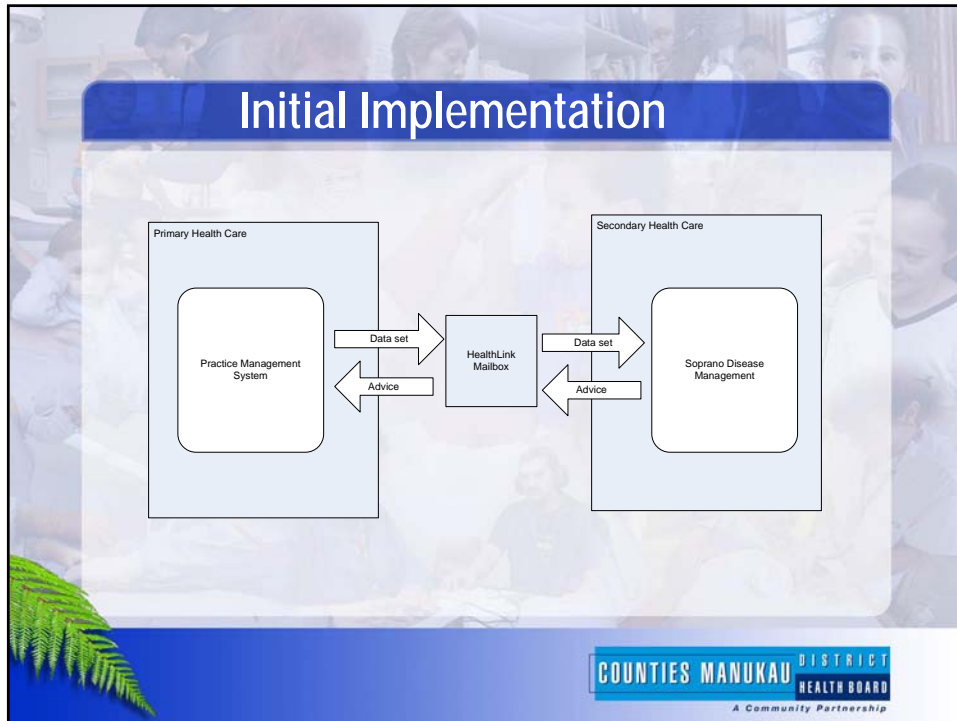 Initial Implementation
Primary Health Care
Practice Management
System
Data set
Advice
HealthLink
Mailbox
Data set
Advice
Secondary Health Care
Soprano Disease
Management
COUNTIES MANUKAU DISTRICT
HEALTH BOARD
A Community Partnership